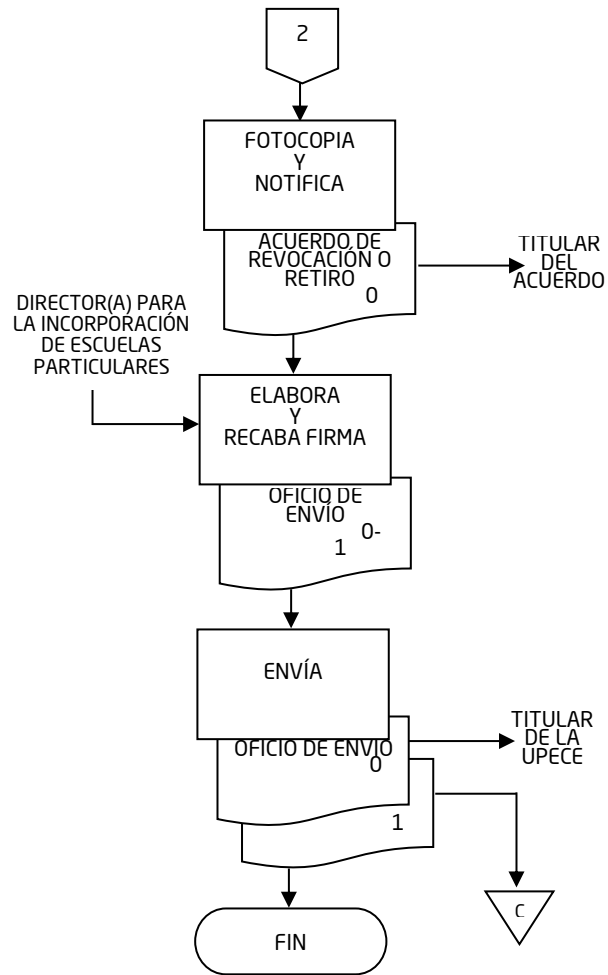 2
FOTOCOPIA
Y
NOTIFICA
ACUERDO DE
REVOCACIÓN O
RETIRO
0
TITULAR
DEL
ACUERDO
DIRECTOR(A) PARA
LA INCORPORACIÓN
DE ESCUELAS
PARTICULARES
ELABORA
Y
RECABA FIRMA
OFICIO DE
ENVÍO
0-
1
ENVÍA
OFICIO DE ENVÍO
0
TITULAR
DE LA
UPECE
1
C
FIN